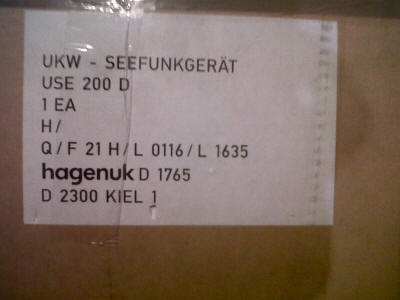 UKW - SEEFUNKGERÄT
USE 200 D
1 EA
H/
Q/F 21 H/L 0116/L 1635
hagenuk D 1765
D 2300 KIEL 1